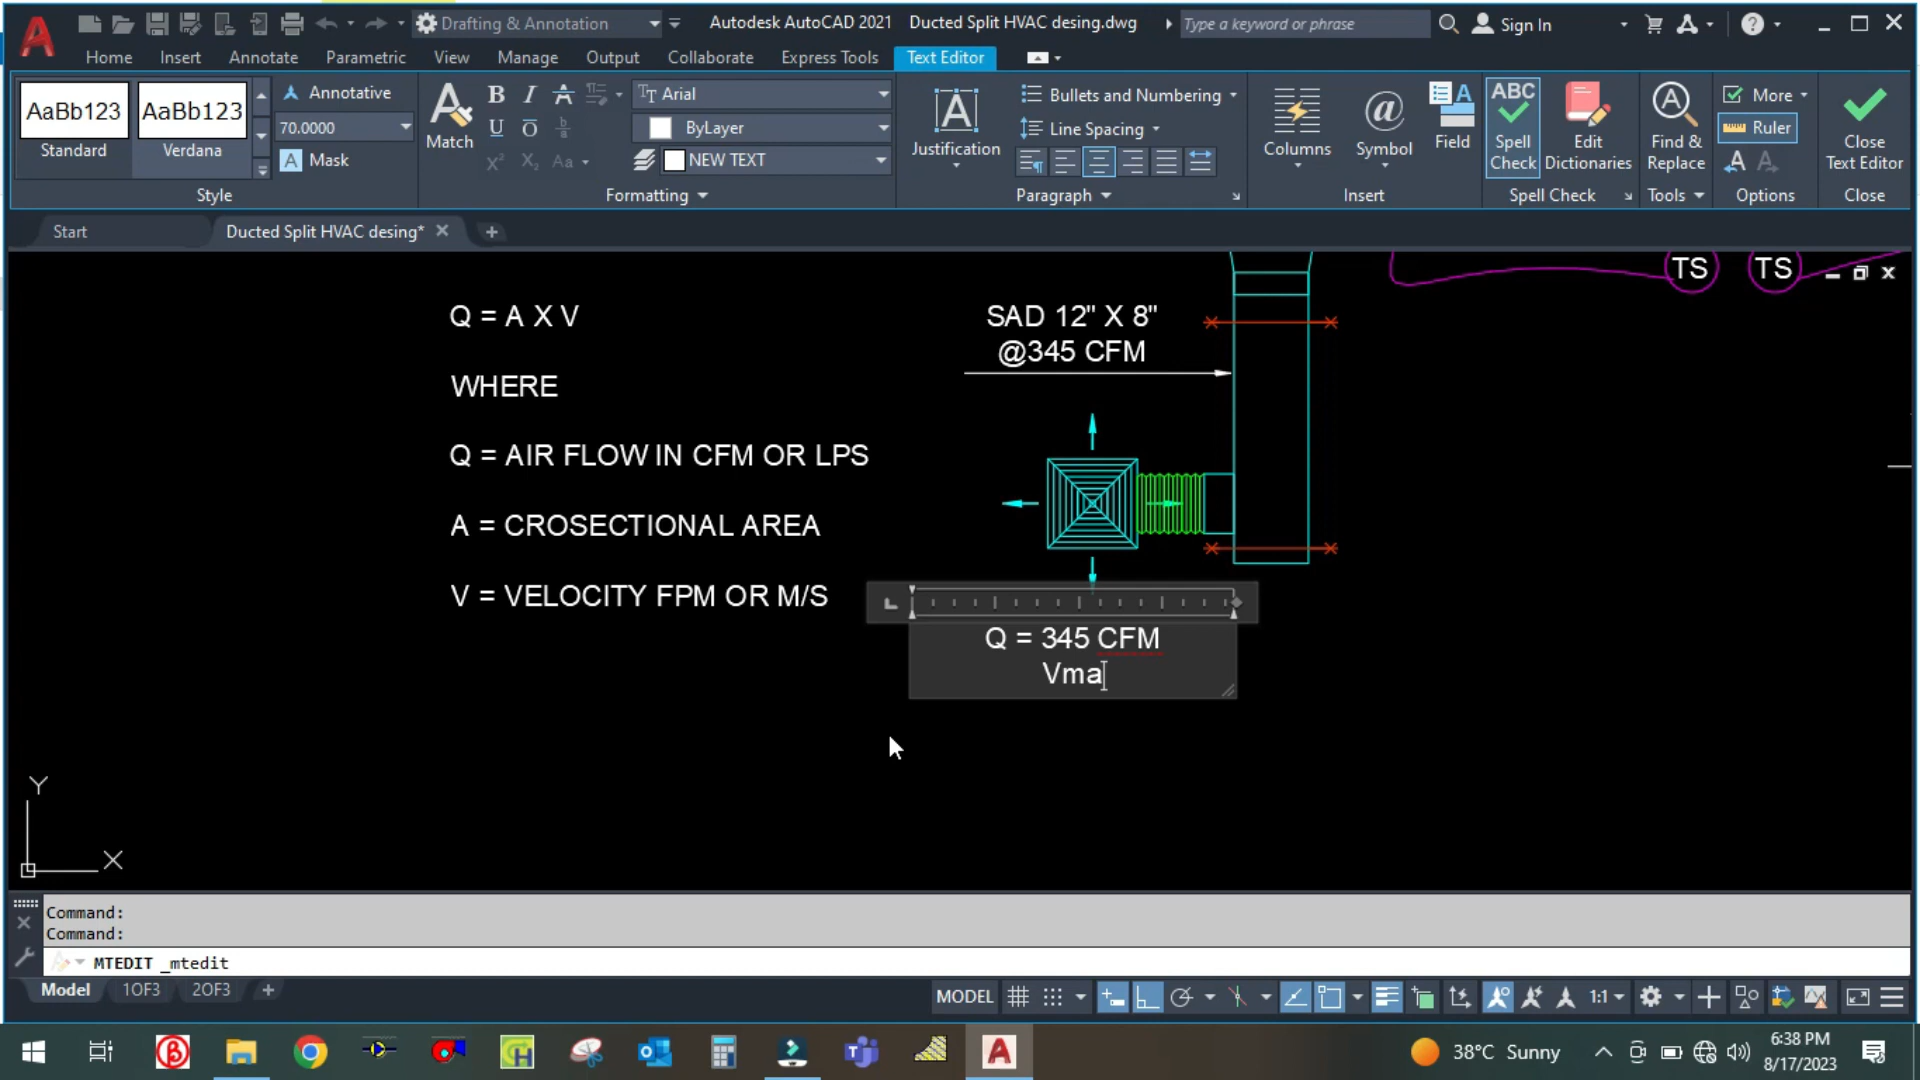 Drafting & Annotation
Autodesk AutoCAD 2021 Ducted Split HVAC desing.dwg
Type a keyword or phrase
Sign In
Home Insert Annotate Parametric View Manage Output Collaborate Express Tools Text Editor
AaBb123
Standard
AaBb123
Verdana
Annotative
70.0000
Mask
Style
Match
Arial
ByLayer
NEW TEXT
Formatting
Justification
Bullets and Numbering
Line Spacing
Paragraph
Columns
Symbol
Field
Insert
ABC
Spell
Check
Edit
Dictionaries
Spell Check
Find &
Replace
Tools
More
Ruler
Options
Close
Text Editor
Close
Start
Ducted Split HVAC desing*
Q = A X V
WHERE
Q = AIR FLOW IN CFM OR LPS
A = CROSECTIONAL AREA
V = VELOCITY FPM OR M/S
SAD 12" X 8"
@345 CFM
TS TS
Q = 345 CFM
Vma
Y
X
Command:
Command:
MTEDIT _mtedit
Model 1OF3 2OF3
MODEL
1:1
38°C Sunny
6:38 PM
8/17/2023